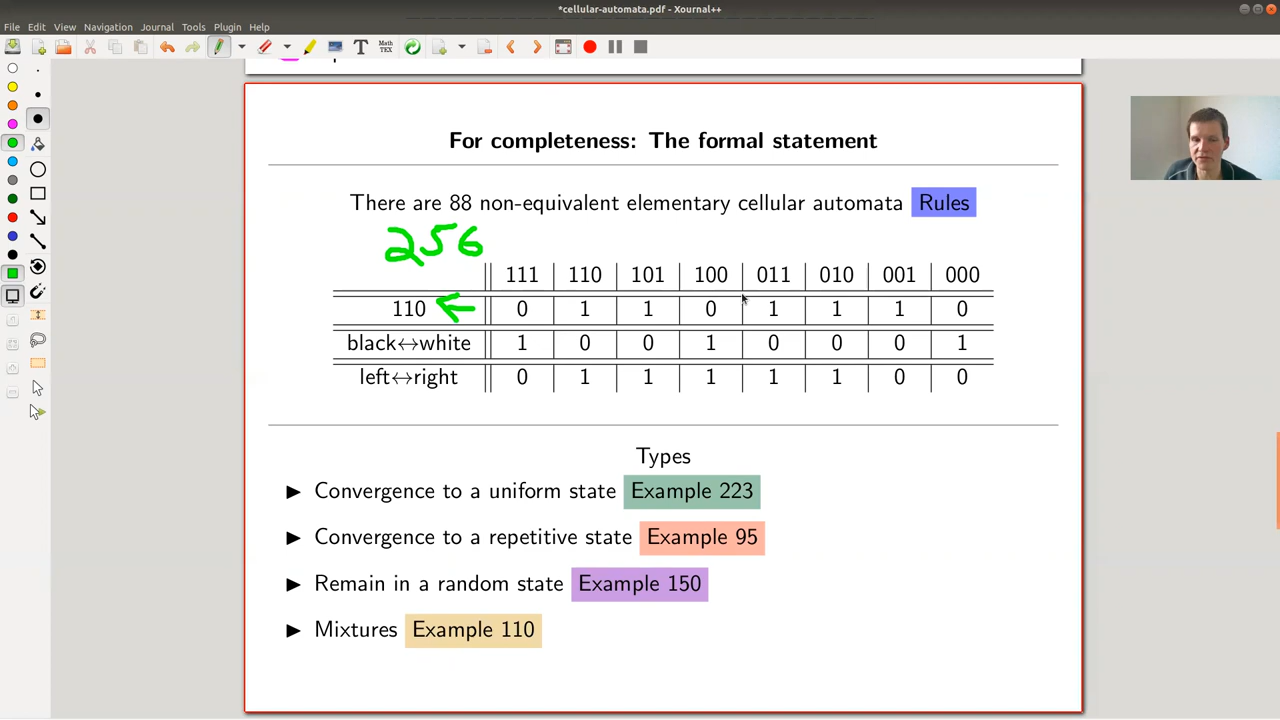 *cellular-automata.pdf - Xournal++
File Edit View Navigation Journal Tools Plugin Help
T Math TEX
For completeness: The formal statement
There are 88 non-equivalent elementary cellular automata Rules
256
111 110 101 100 011 010 001 000
110 ← 0 1 1 0 1 1 1 0
black↔white 1 0 0 1 0 0 0 1
left↔right 0 1 1 1 1 1 0 0
Types
▶ Convergence to a uniform state Example 223
▶ Convergence to a repetitive state Example 95
▶ Remain in a random state Example 150
▶ Mixtures Example 110